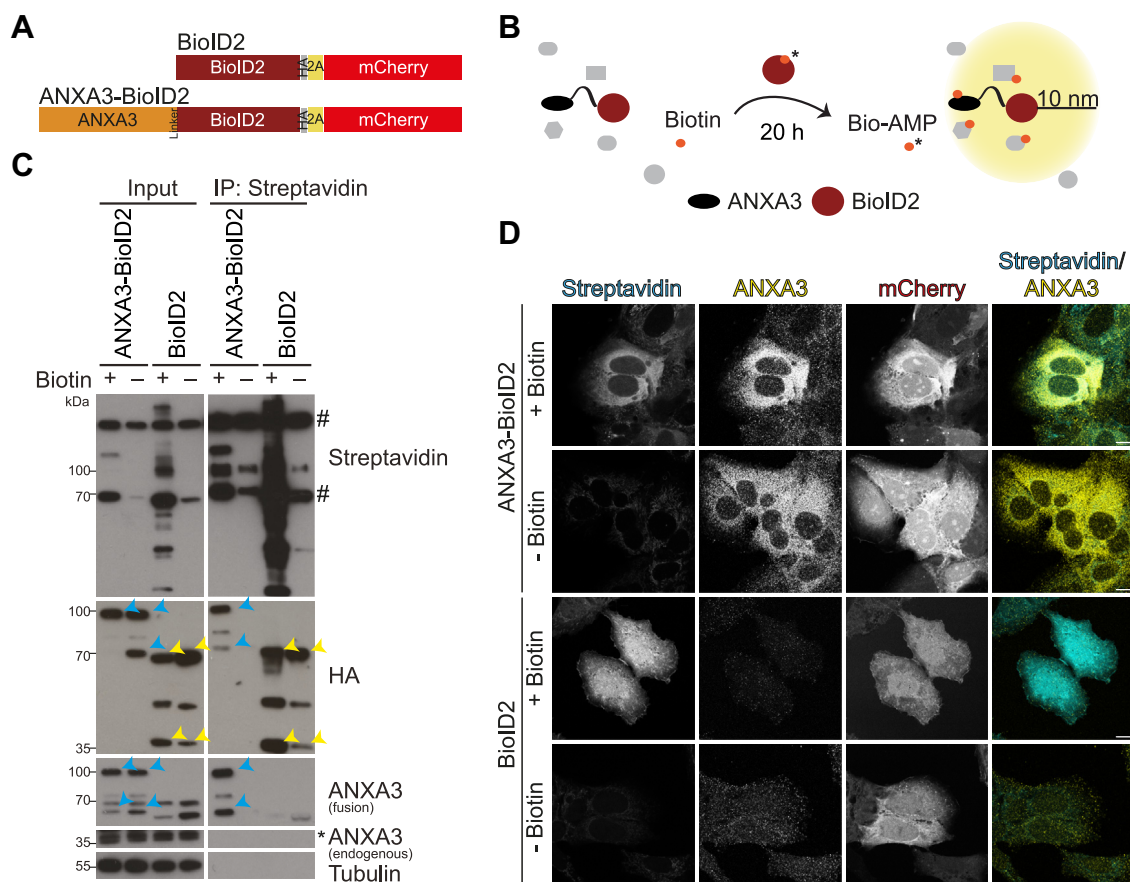 A
BioID2
BioID2
HA
2A
mCherry
ANXA3-BioID2
ANXA3
Linker
BioID2
HA
2A
mCherry
B
*
Biotin
20 h
Bio-AMP
*
10 nm
ANXA3
BioID2
C
Input
IP: Streptavidin
ANXA3-BioID2
BioID2
ANXA3-BioID2
BioID2
Biotin + − + − + − + −
kDa
#
Streptavidin
100
70
#
100
70
HA
35
100
70
ANXA3
(fusion)
35
*ANXA3
(endogenous)
55
Tubulin
D
Streptavidin
ANXA3
mCherry
Streptavidin/
ANXA3
ANXA3-BioID2
+ Biotin
- Biotin
BioID2
+ Biotin
- Biotin